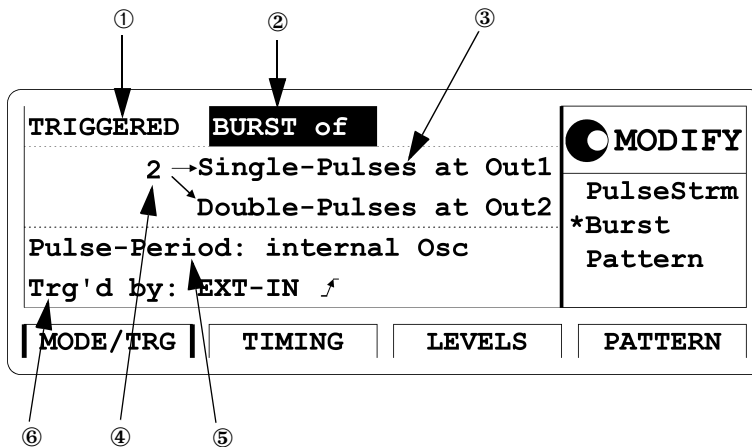 ① ② ③
TRIGGERED BURST of
2 →Single-Pulses at Out1
Double-Pulses at Out2
Pulse-Period: internal Osc
Trg'd by: EXT-IN
MODIFY
PulseStrm
*Burst
Pattern
MODE/TRG TIMING LEVELS PATTERN
⑥ ④ ⑤